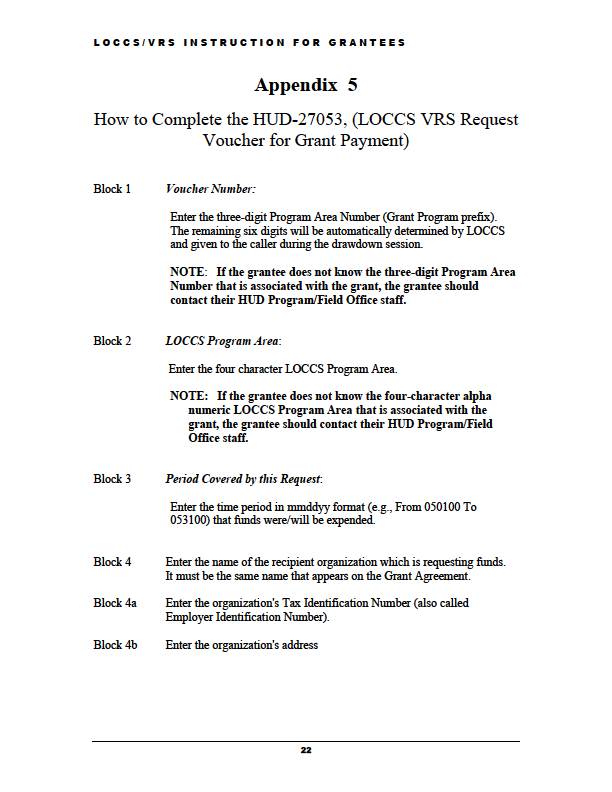 LOCCS/VRS INSTRUCTION FOR GRANTEES
Appendix 5
How to Complete the HUD-27053, (LOCCS VRS Request
Voucher for Grant Payment)
Block 1 Voucher Number:
Enter the three-digit Program Area Number (Grant Program prefix).
The remaining six digits will be automatically determined by LOCCS
and given to the caller during the drawdown session.
NOTE: If the grantee does not know the three-digit Program Area
Number that is associated with the grant, the grantee should
contact their HUD Program/Field Office staff.
Block 2 LOCCS Program Area:
Enter the four character LOCCS Program Area.
NOTE: If the grantee does not know the four-character alpha
numeric LOCCS Program Area that is associated with the
grant, the grantee should contact their HUD Program/Field
Office staff.
Block 3 Period Covered by this Request:
Enter the time period in mmddyy format (e.g., From 050100 To
053100) that funds were/will be expended.
Block 4 Enter the name of the recipient organization which is requesting funds.
It must be the same name that appears on the Grant Agreement.
Block 4a Enter the organization's Tax Identification Number (also called
Employer Identification Number).
Block 4b Enter the organization's address
22